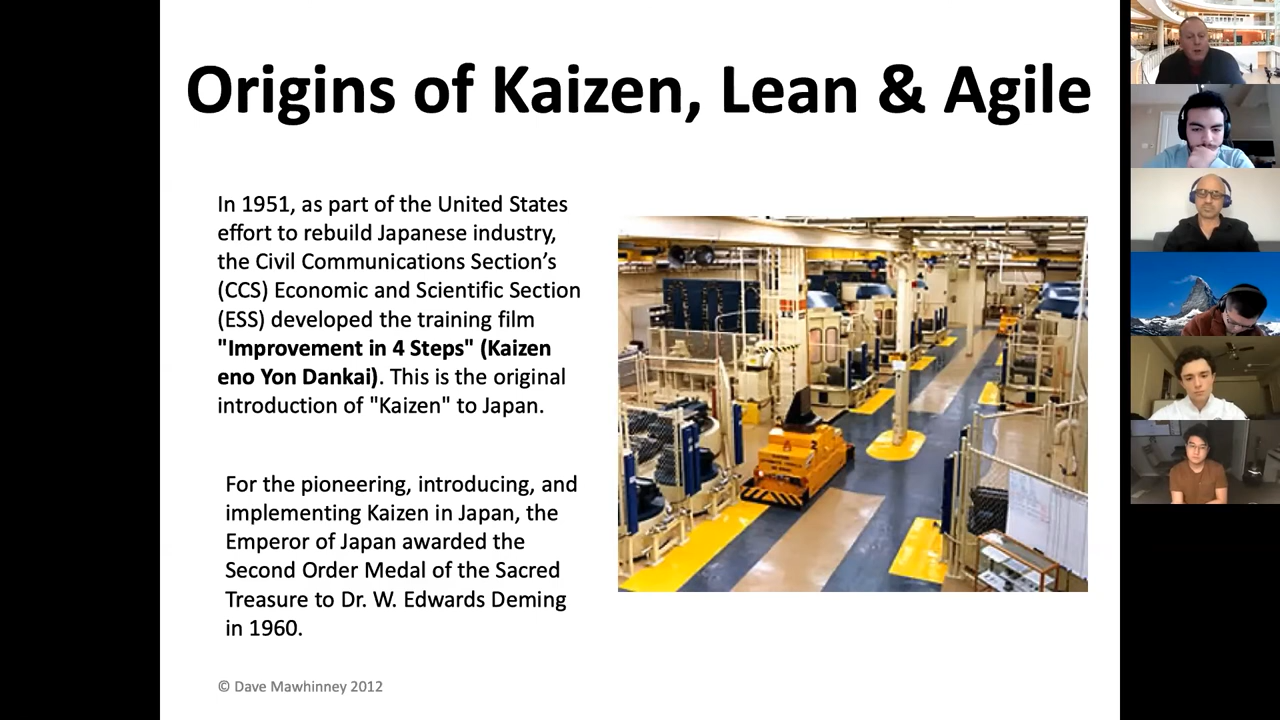 Origins of Kaizen, Lean & Agile
In 1951, as part of the United States
effort to rebuild Japanese industry,
the Civil Communications Section’s
(CCS) Economic and Scientific Section
(ESS) developed the training film
"Improvement in 4 Steps" (Kaizen
eno Yon Dankai). This is the original
introduction of "Kaizen" to Japan.
For the pioneering, introducing, and
implementing Kaizen in Japan, the
Emperor of Japan awarded the
Second Order Medal of the Sacred
Treasure to Dr. W. Edwards Deming
in 1960.
© Dave Mawhinney 2012